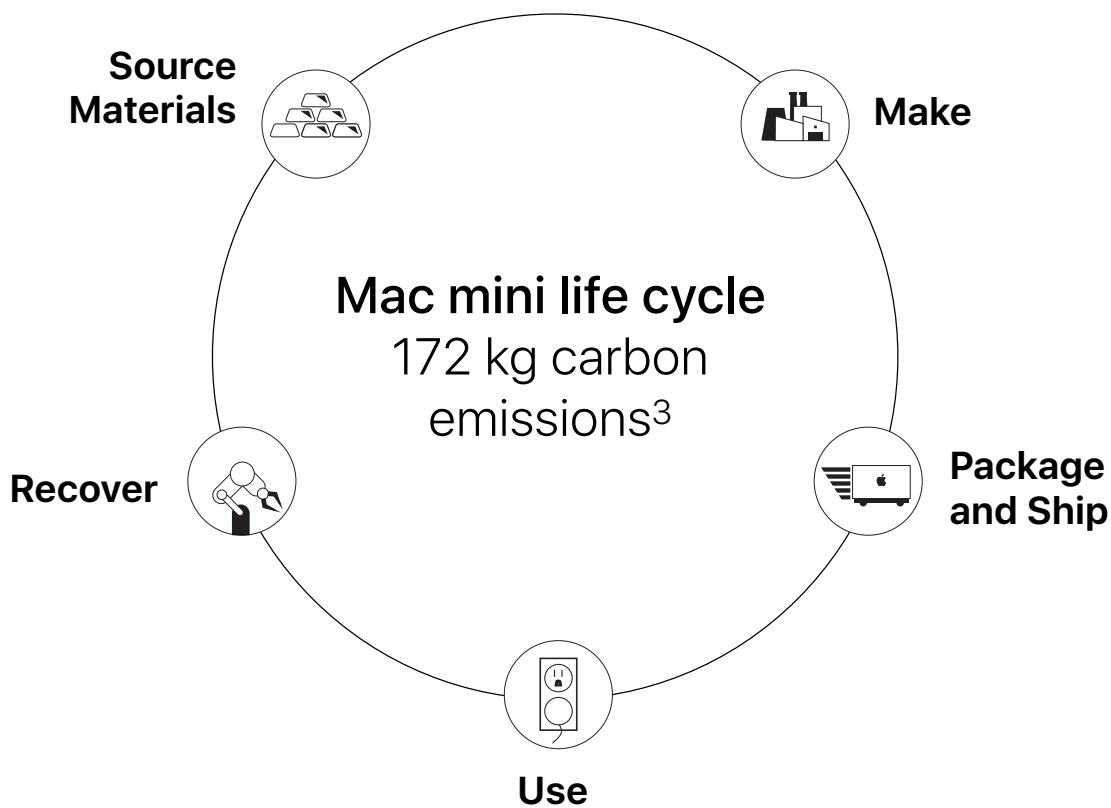 Source
Materials
Make
Mac mini life cycle
172 kg carbon
emissions³
Recover
Package
and Ship
Use